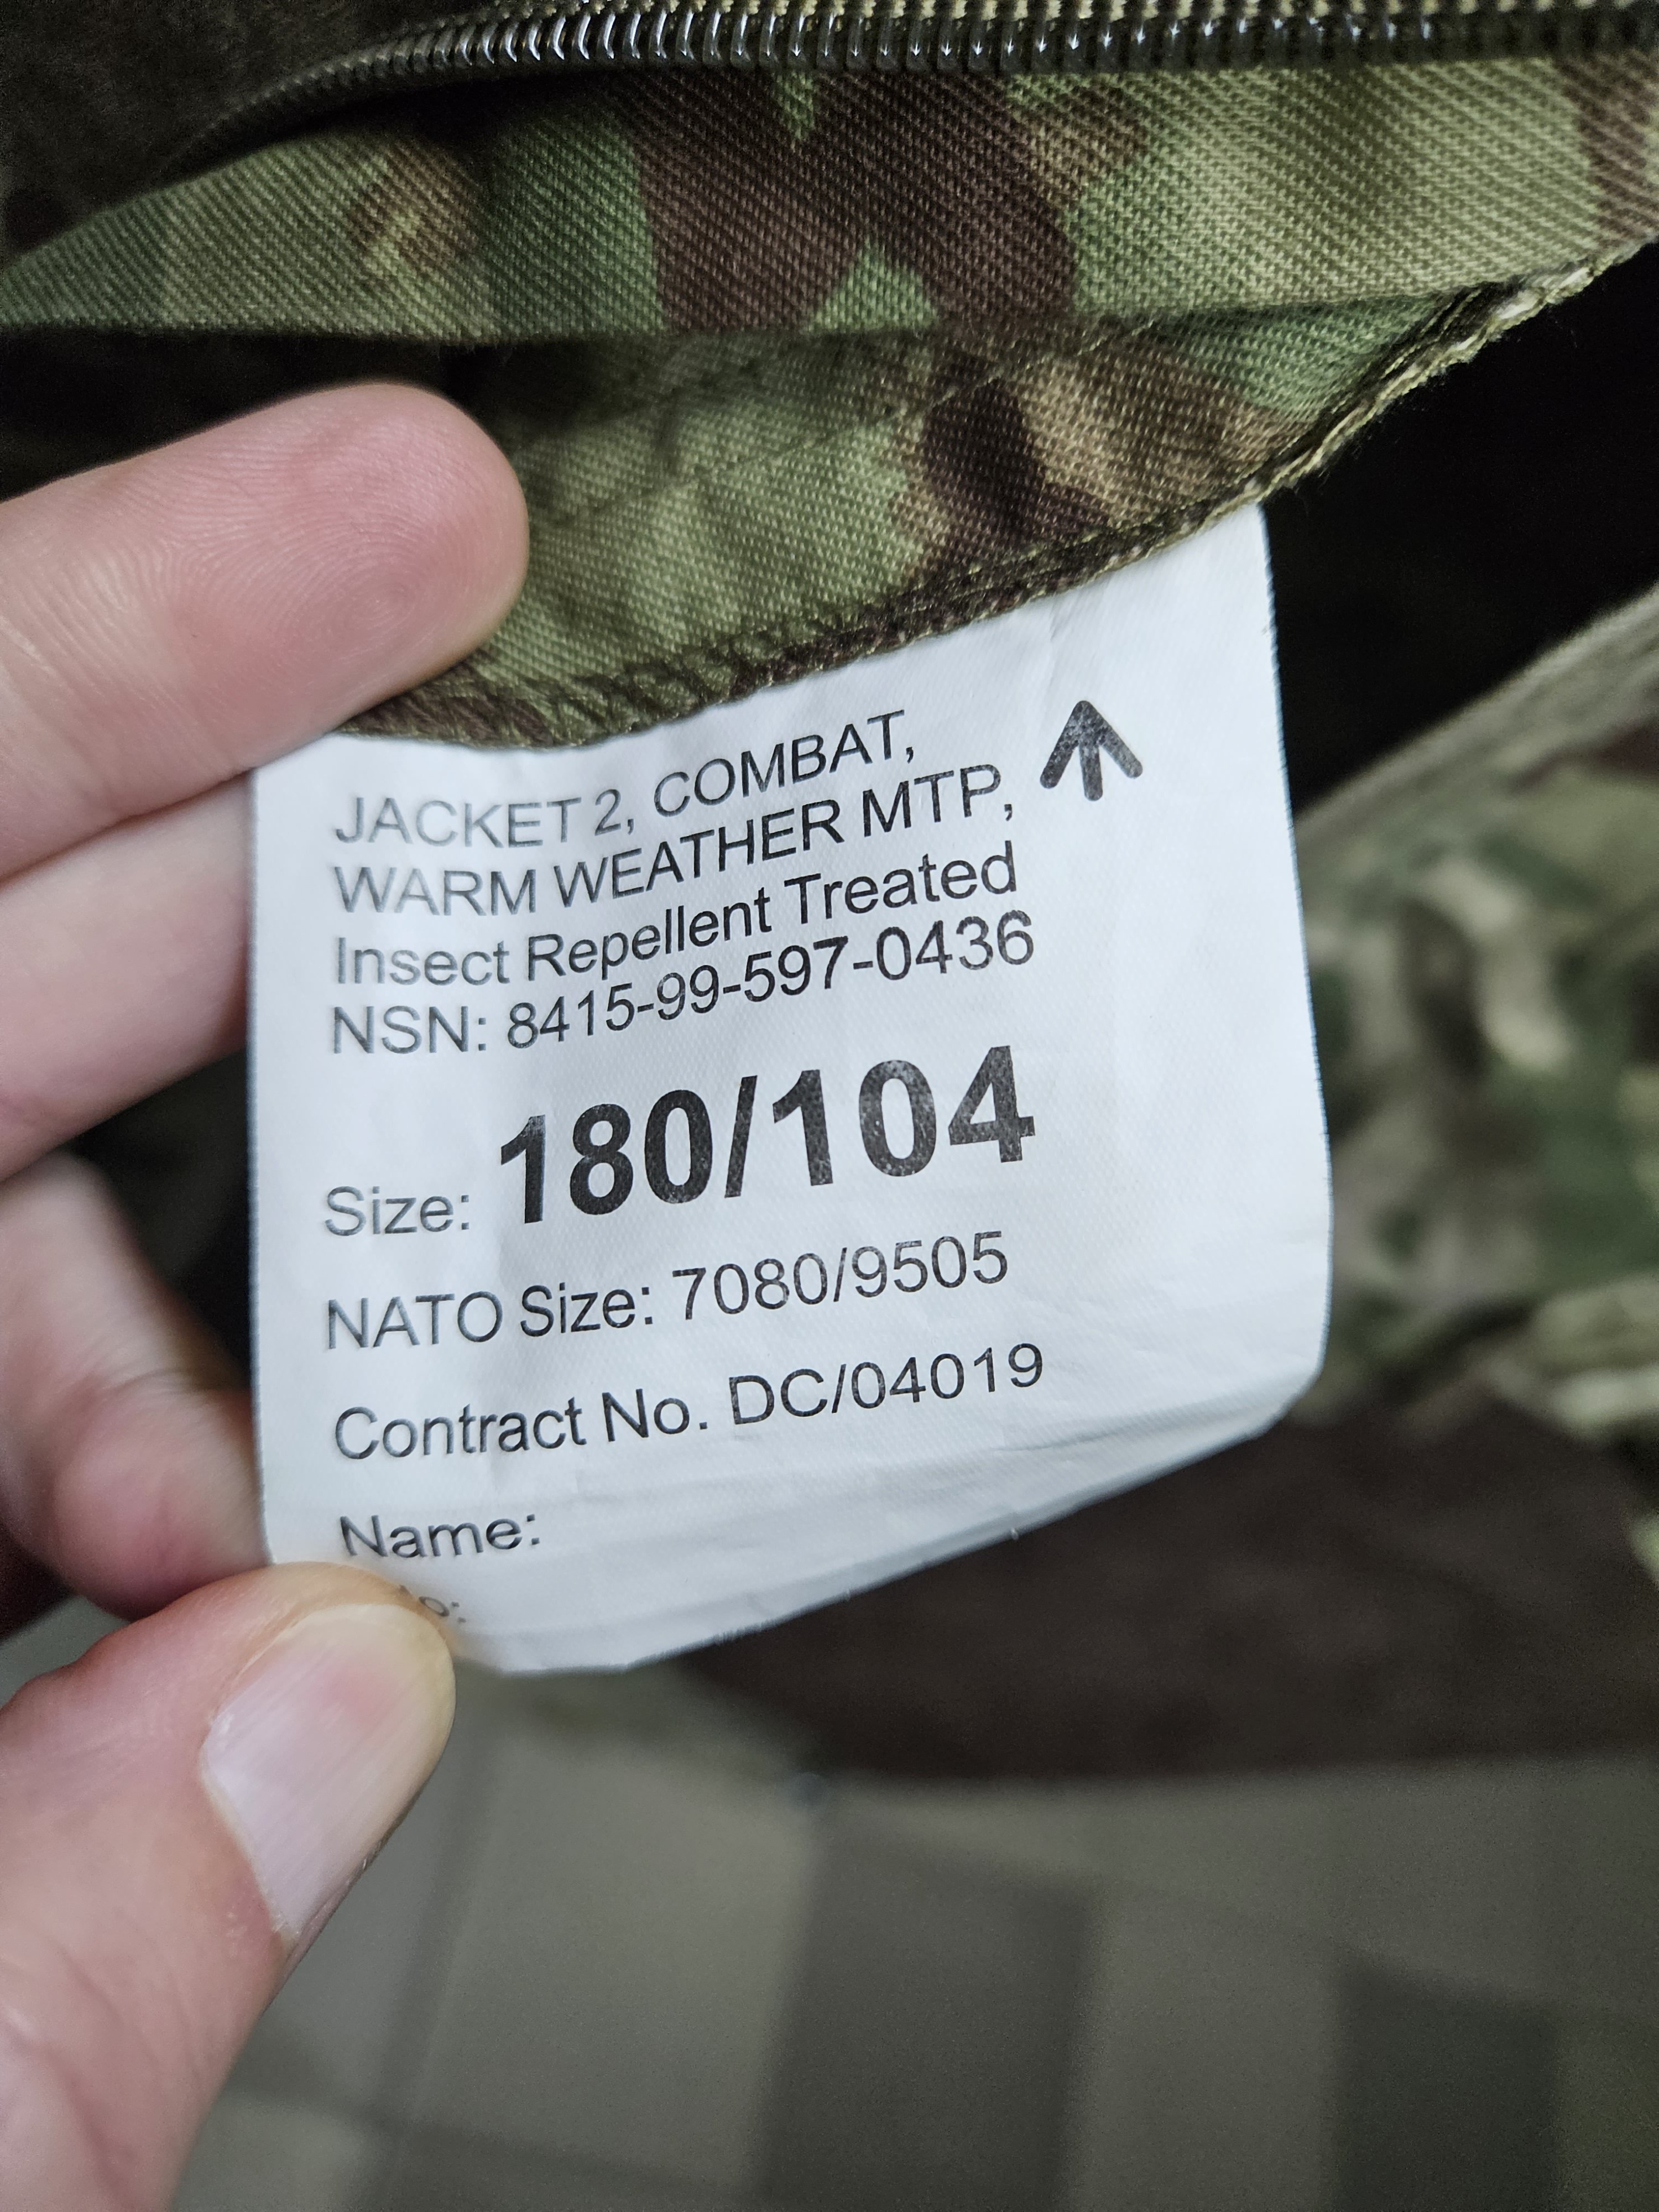 JACKET 2, COMBAT,
WARM WEATHER MTP,
Insect Repellent Treated
NSN: 8415-99-597-0436
Size: 180/104
NATO Size: 7080/9505
Contract No. DC/04019
Name: